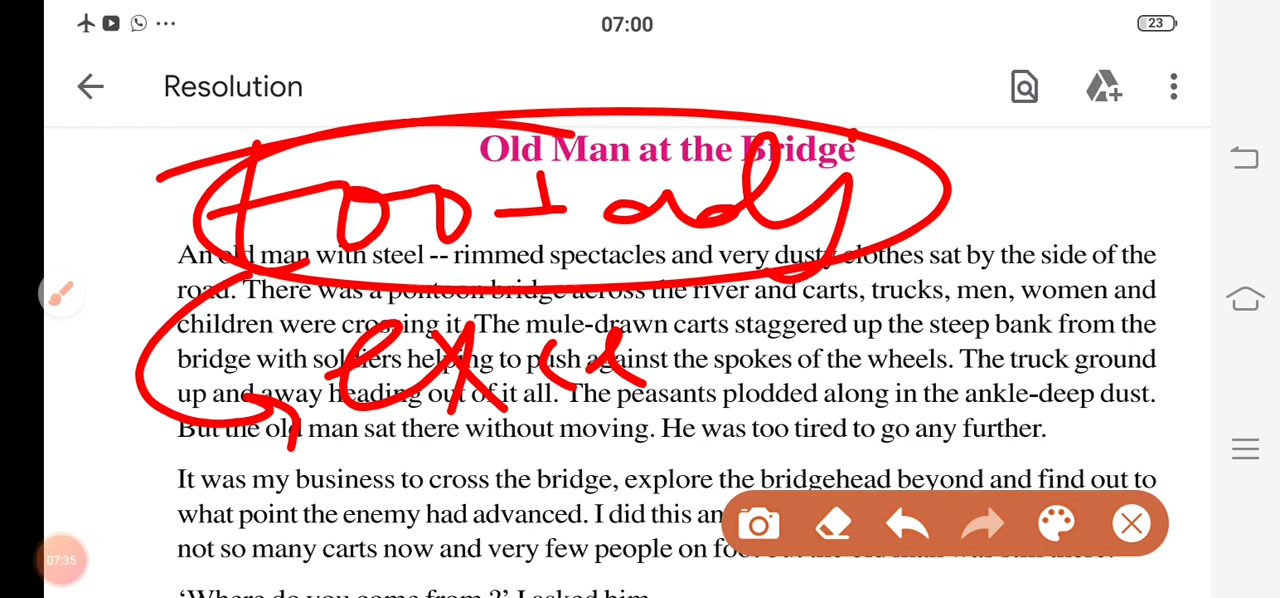 07:00
23
Resolution
Old Man at the Bridge
An old man with steel -- rimmed spectacles and very dusty clothes sat by the side of the
road. There was a pontoon bridge across the river and carts, trucks, men, women and
children were crossing it. The mule-drawn carts staggered up the steep bank from the
bridge with soldiers helping to push against the spokes of the wheels. The truck ground
up and away heading out of it all. The peasants plodded along in the ankle-deep dust.
But the old man sat there without moving. He was too tired to go any further.
It was my business to cross the bridge, explore the bridgehead beyond and find out to
what point the enemy had advanced. I did this an
not so many carts now and very few people on
07:35
‘Where do you come from ?’ I asked him.